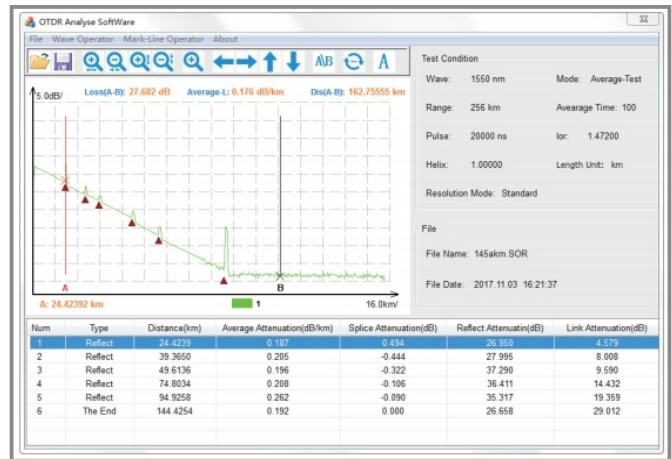 OTDR Analyse SoftWare
File Wave Operator Mark-Line Operator About
A\B A
5.0dB/ Loss(A-B): 27.682 dB Average-L: 0.176 dB/km Dis(A-B): 162.75555 km
A B
A: 24.42392 km 1 16.0km/
Test Condition
Wave: 1550 nm Mode: Average-Test
Range: 256 km Avearage Time: 100
Pulse: 20000 ns Ior: 1.47200
Helix: 1.00000 Length Unit: km
Resolution Mode: Standard
File
File Name: 145akm.SOR
File Date: 2017.11.03 16:21:37
Num Type Distance(km) Average Attenuation(dB/km) Splice Attenuation(dB) Reflect Attenuatin(dB) Link Attenuation(dB)
1 Reflect 24.4239 0.187 0.494 26.950 4.579
2 Reflect 39.3650 0.205 -0.444 27.995 8.008
3 Reflect 49.6136 0.196 -0.322 37.290 9.590
4 Reflect 74.8034 0.208 -0.106 36.411 14.432
5 Reflect 94.9258 0.262 -0.090 35.317 19.359
6 The End 144.4254 0.192 0.000 26.658 29.012